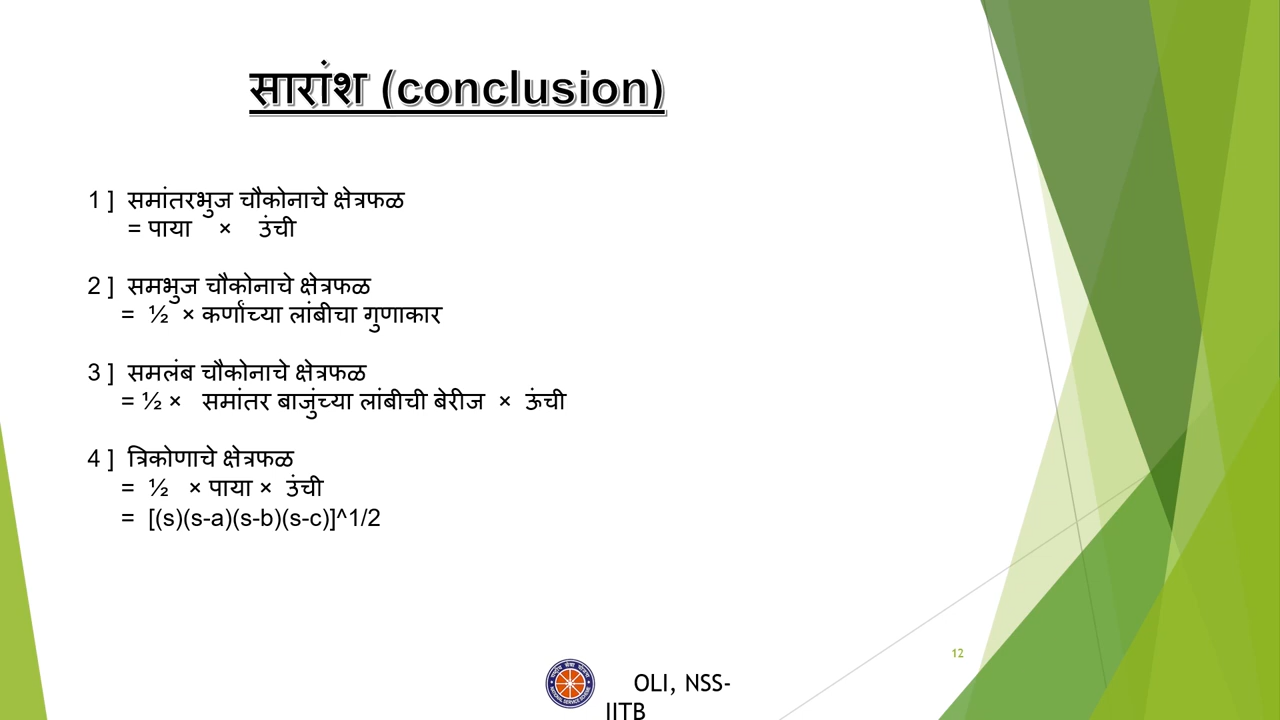 सारांश (conclusion)
1 ] समांतरभुज चौकोनाचे क्षेत्रफळ
= पाया × उंची
2 ] समभुज चौकोनाचे क्षेत्रफळ
= ½ × कर्णांच्या लांबीचा गुणाकार
3 ] समलंब चौकोनाचे क्षेत्रफळ
= ½ × समांतर बाजुंच्या लांबीची बेरीज × ऊंची
4 ] त्रिकोणाचे क्षेत्रफळ
= ½ × पाया × उंची
= [(s)(s-a)(s-b)(s-c)]^1/2
12
OLI, NSS-
IITB